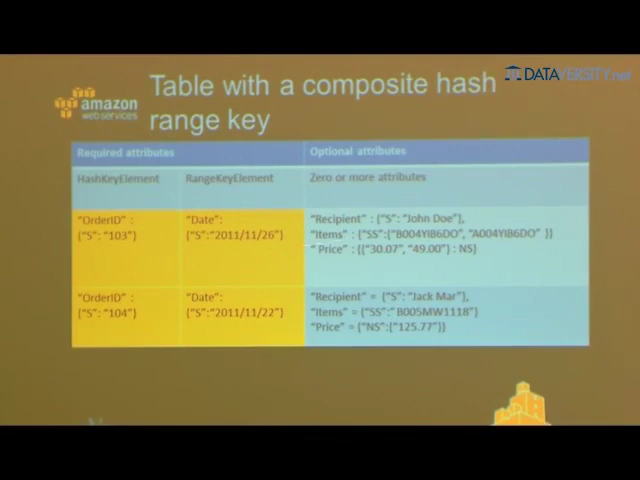 DATAVERSITY.net
amazon
webservices
Table with a composite hash
range key
Required attributes
Optional attributes
HashKeyElement
RangeKeyElement
Zero or more attributes
"OrderID" :
{"S": "103"}
"Date":
{"S":"2011/11/26"}
"Recipient" : {"S": "John Doe"},
"Items" : {"SS":{"B004YIB6DO", "A004YIB6DO" }}
" Price" : {{"30.07", "49.00"} : NS}
"OrderID" :
{"S": "104"}
"Date":
{"S":"2011/11/22"}
"Recipient" = {"S": "Jack Mar"},
"Items" = {"SS":"B005MW1118"}
"Price" = {"NS":{"125.77"}}